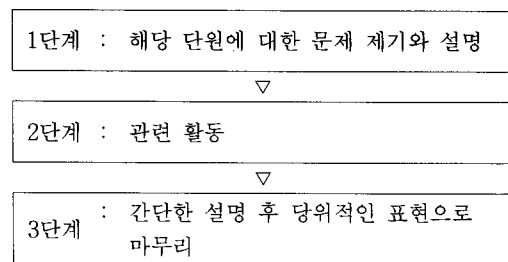 1단계 : 해당 단원에 대한 문제 제기와 설명
▽
2단계 : 관련 활동
▽
3단계 : 간단한 설명 후 당위적인 표현으로
마무리